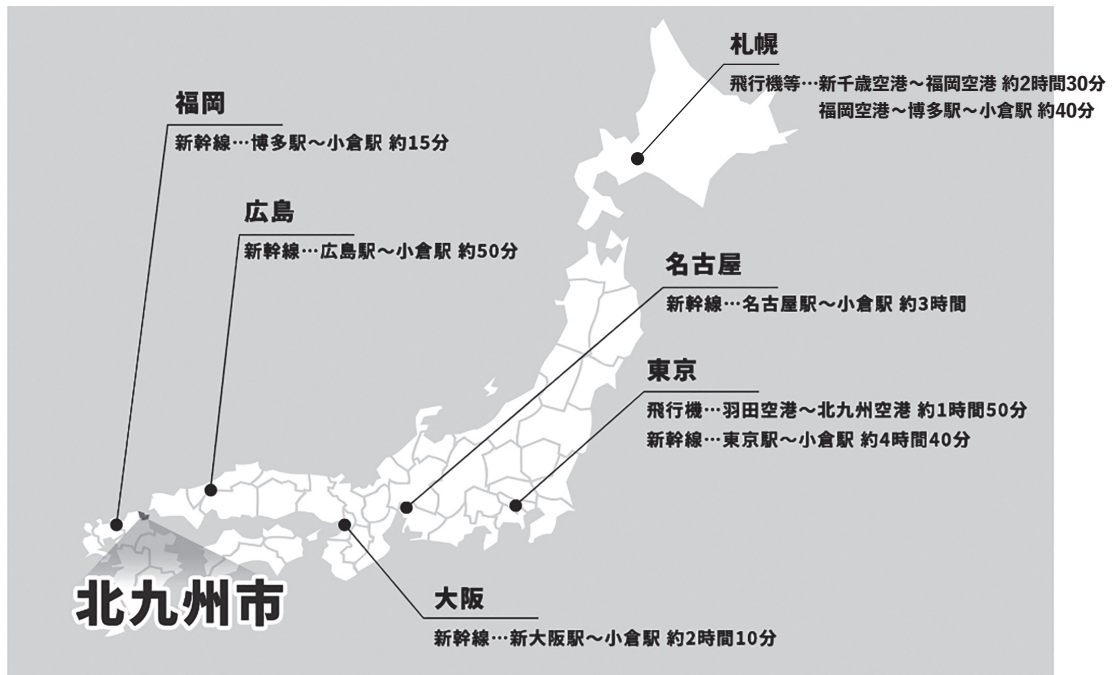 札幌
飛行機等…新千歳空港～福岡空港 約2時間30分
福岡空港～博多駅～小倉駅 約40分
福岡
新幹線…博多駅～小倉駅 約15分
広島
新幹線…広島駅～小倉駅 約50分
名古屋
新幹線…名古屋駅～小倉駅 約3時間
東京
飛行機…羽田空港～北九州空港 約1時間50分
新幹線…東京駅～小倉駅 約4時間40分
北九州市
大阪
新幹線…新大阪駅～小倉駅 約2時間10分